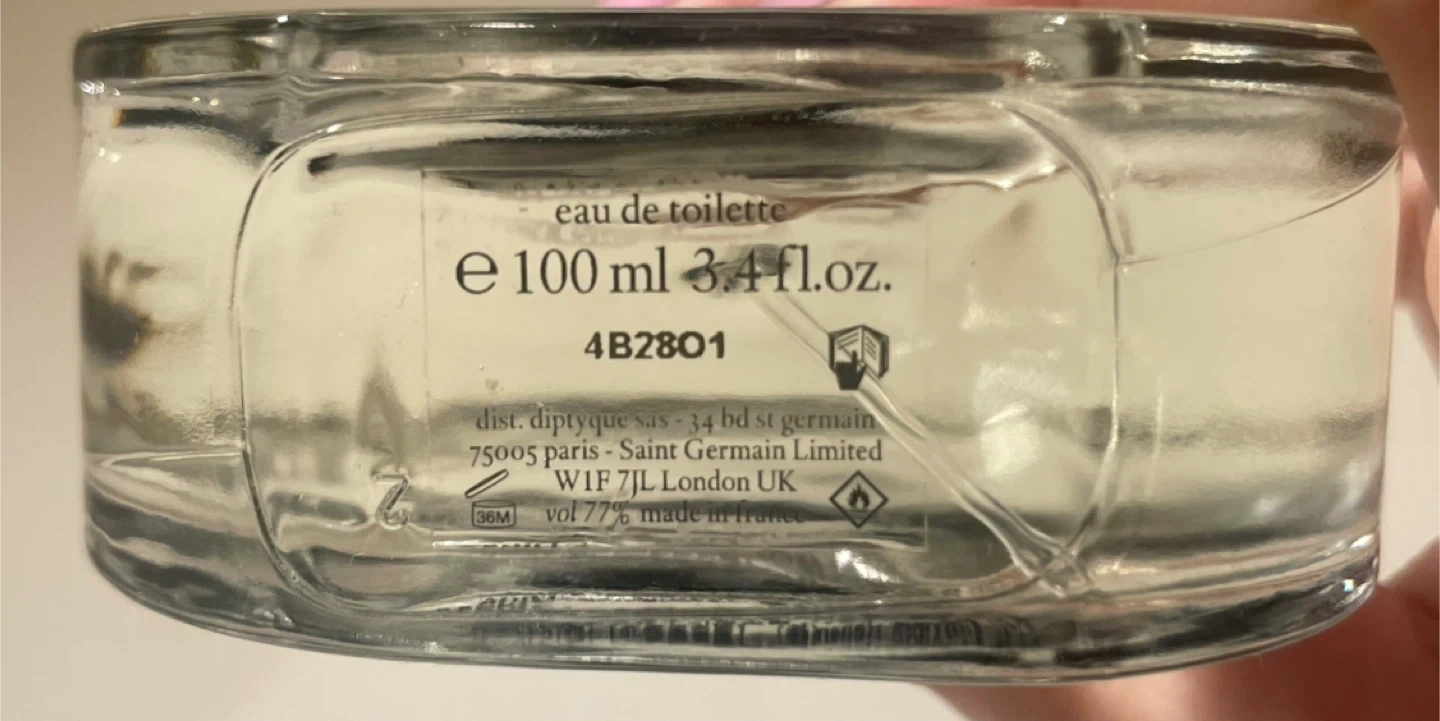 eau de toilette
e 100 ml 3.4 fl.oz.
4B28O1
dist. diptyque sas - 34 bd st germain
75005 paris - Saint Germain Limited
W1F 7JL London UK
36M vol 77% made in france